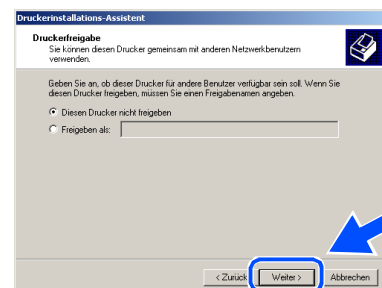 Druckerinstallations-Assistent
Druckerfreigabe
Sie können diesen Drucker gemeinsam mit anderen Netzwerkbenutzern
verwenden.
Geben Sie an, ob dieser Drucker für andere Benutzer verfügbar sein soll. Wenn Sie
diesen Drucker freigeben, müssen Sie einen Freigabenamen angeben.
Diesen Drucker nicht freigeben
Freigeben als:
< Zurück
Weiter >
Abbrechen